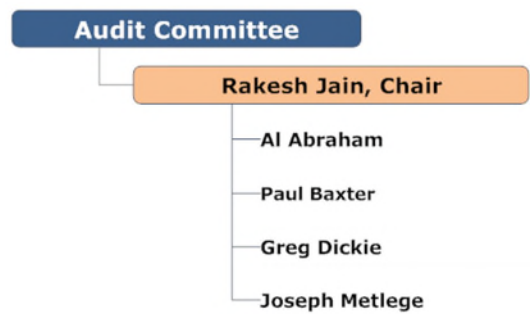 Audit Committee
Rakesh Jain, Chair
Al Abraham
Paul Baxter
Greg Dickie
Joseph Metlege